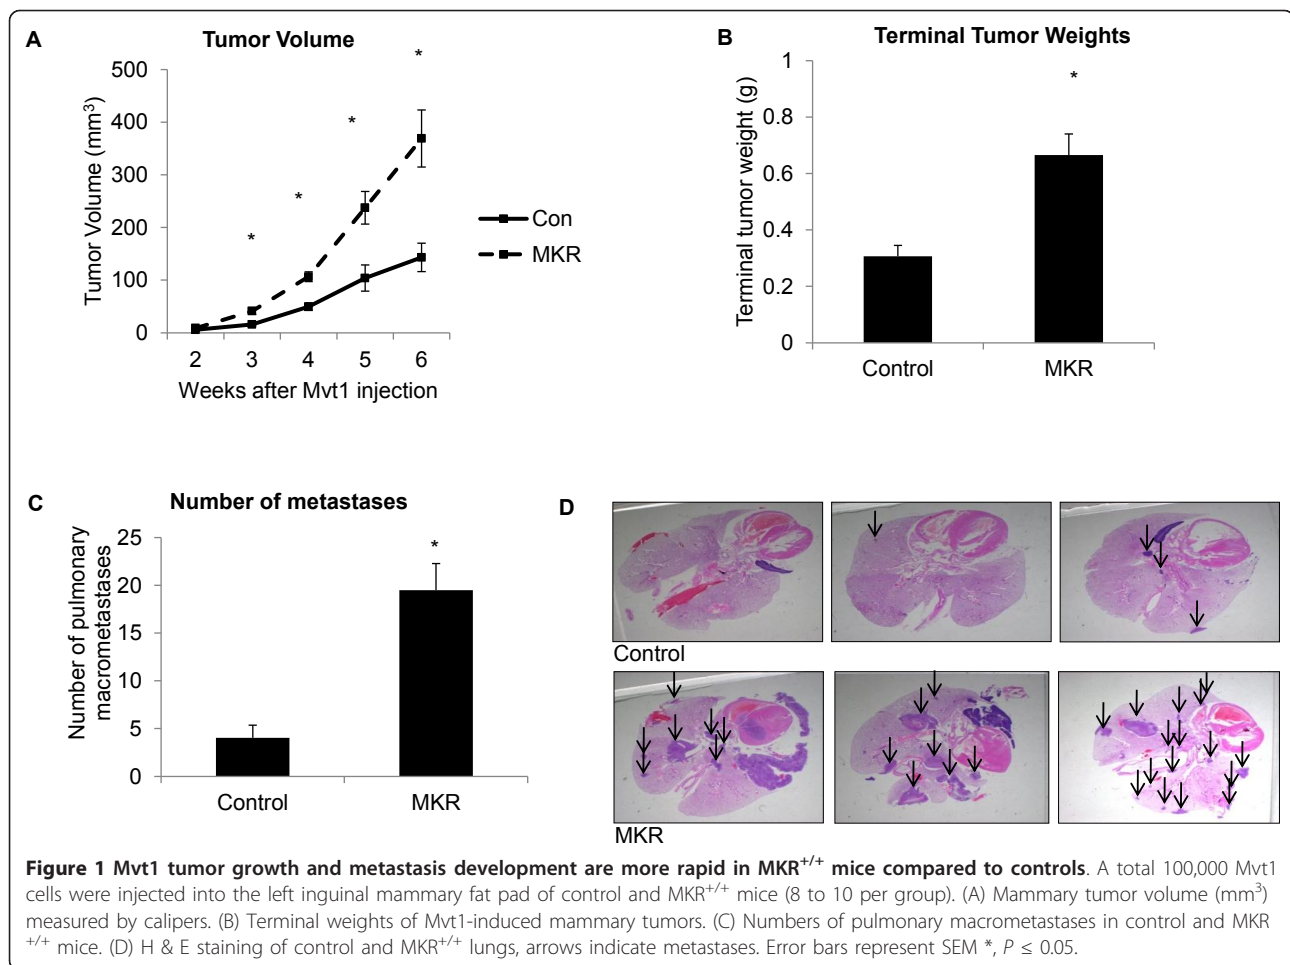 A
Tumor Volume
*
*
*
*
500
400
300
200
100
0
Tumor Volume (mm³)
2 3 4 5 6
Weeks after Mvt1 injection
Con
MKR
B
Terminal Tumor Weights
*
1
0.8
0.6
0.4
0.2
0
Terminal tumor weight (g)
Control MKR
C
Number of metastases
*
25
20
15
10
5
0
Number of pulmonary
macrometastases
Control MKR
D
Control
MKR
Figure 1 Mvt1 tumor growth and metastasis development are more rapid in MKR+/+ mice compared to controls. A total 100,000 Mvt1
cells were injected into the left inguinal mammary fat pad of control and MKR+/+ mice (8 to 10 per group). (A) Mammary tumor volume (mm³)
measured by calipers. (B) Terminal weights of Mvt1-induced mammary tumors. (C) Numbers of pulmonary macrometastases in control and MKR
+/+ mice. (D) H & E staining of control and MKR+/+ lungs, arrows indicate metastases. Error bars represent SEM *, P ≤ 0.05.